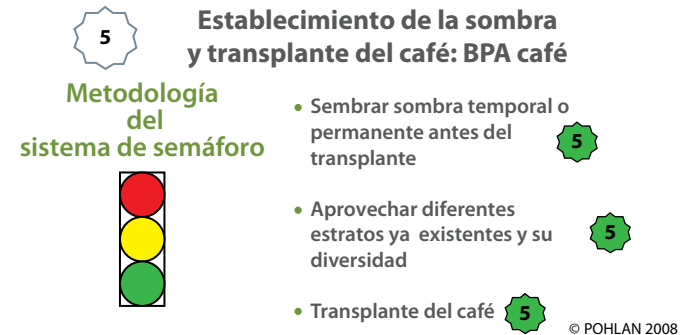 5
Establecimiento de la sombra
y transplante del café: BPA café
Metodología
del
sistema de semáforo
• Sembrar sombra temporal o
permanente antes del
transplante
5
• Aprovechar diferentes
estratos ya existentes y su
diversidad
5
• Transplante del café
5
© POHLAN 2008